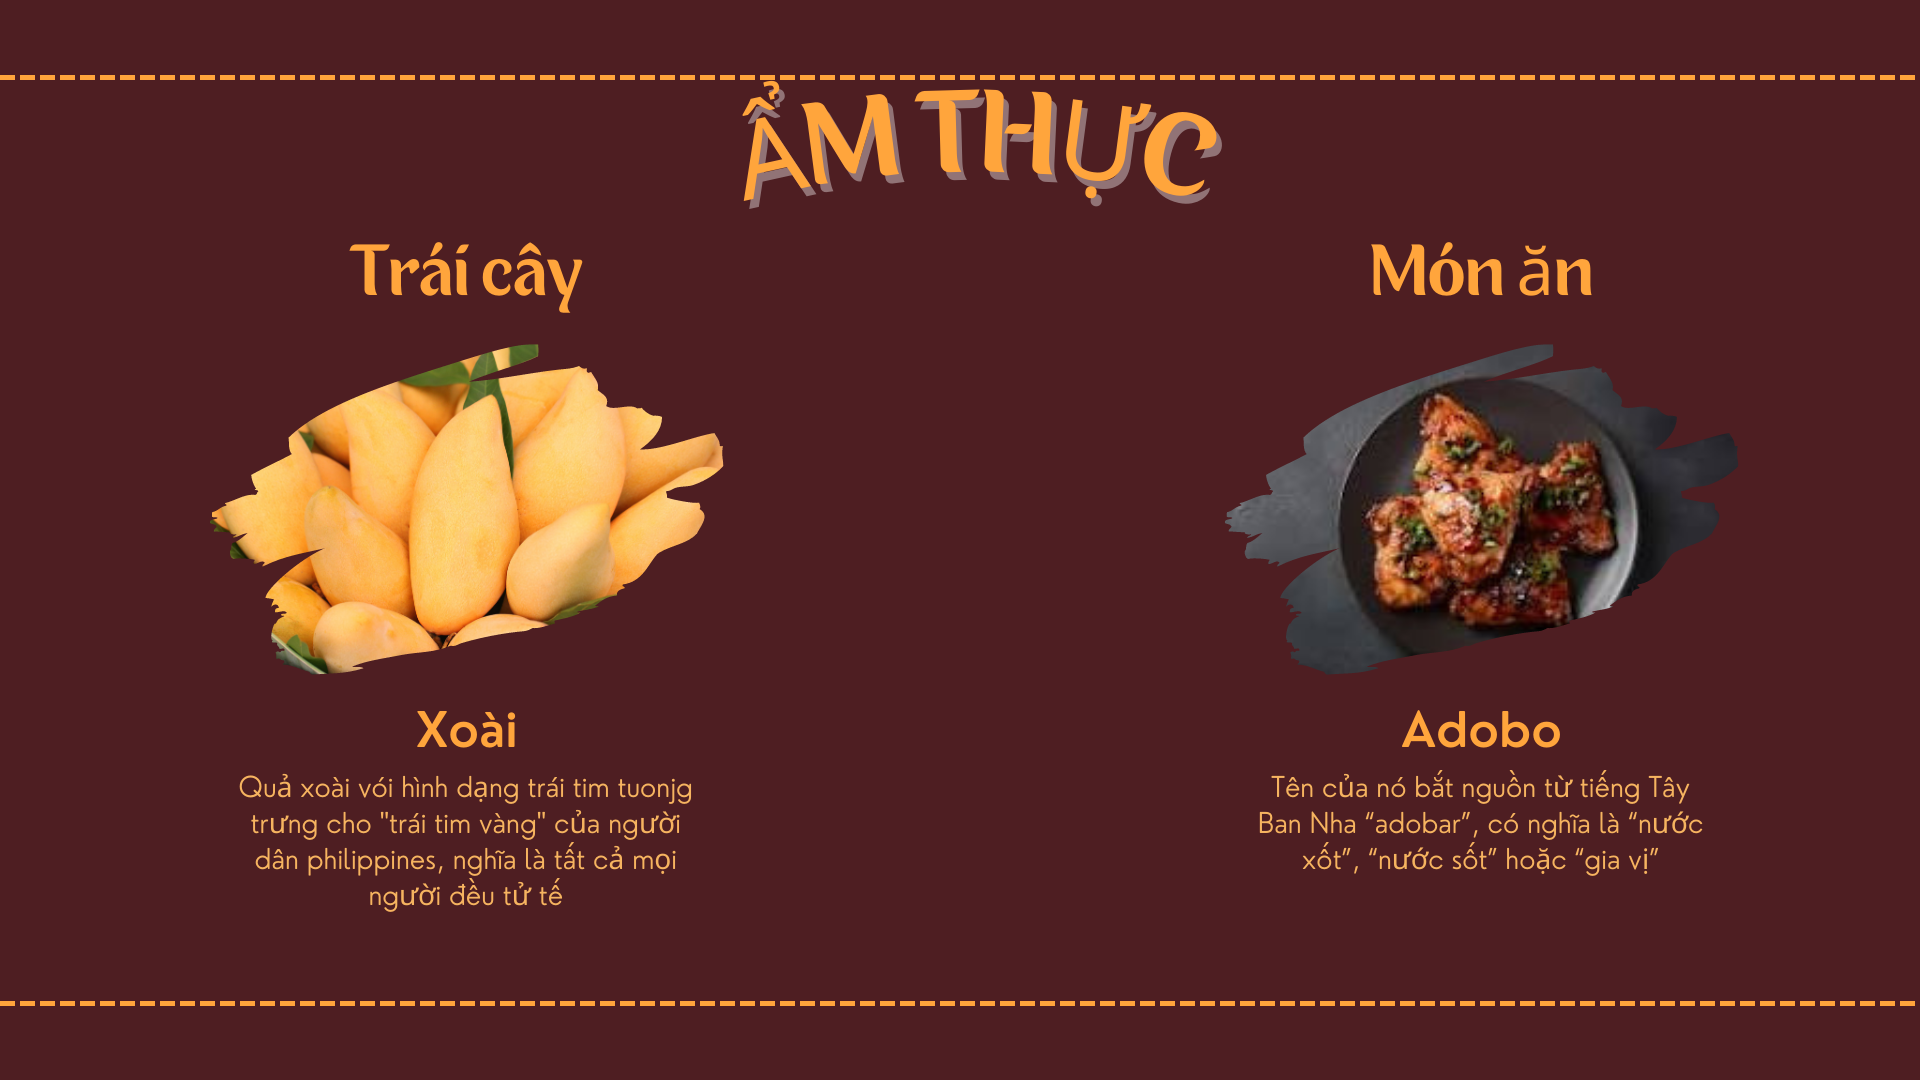 ẨM THỰC
Trái cây
Xoài
Quả xoài vói hình dạng trái tim tuonjg
trưng cho "trái tim vàng" của người
dân philippines, nghĩa là tất cả mọi
người đều tử tế
Món ăn
Adobo
Tên của nó bắt nguồn từ tiếng Tây
Ban Nha “adobar”, có nghĩa là “nước
xốt”, “nước sốt” hoặc “gia vị”